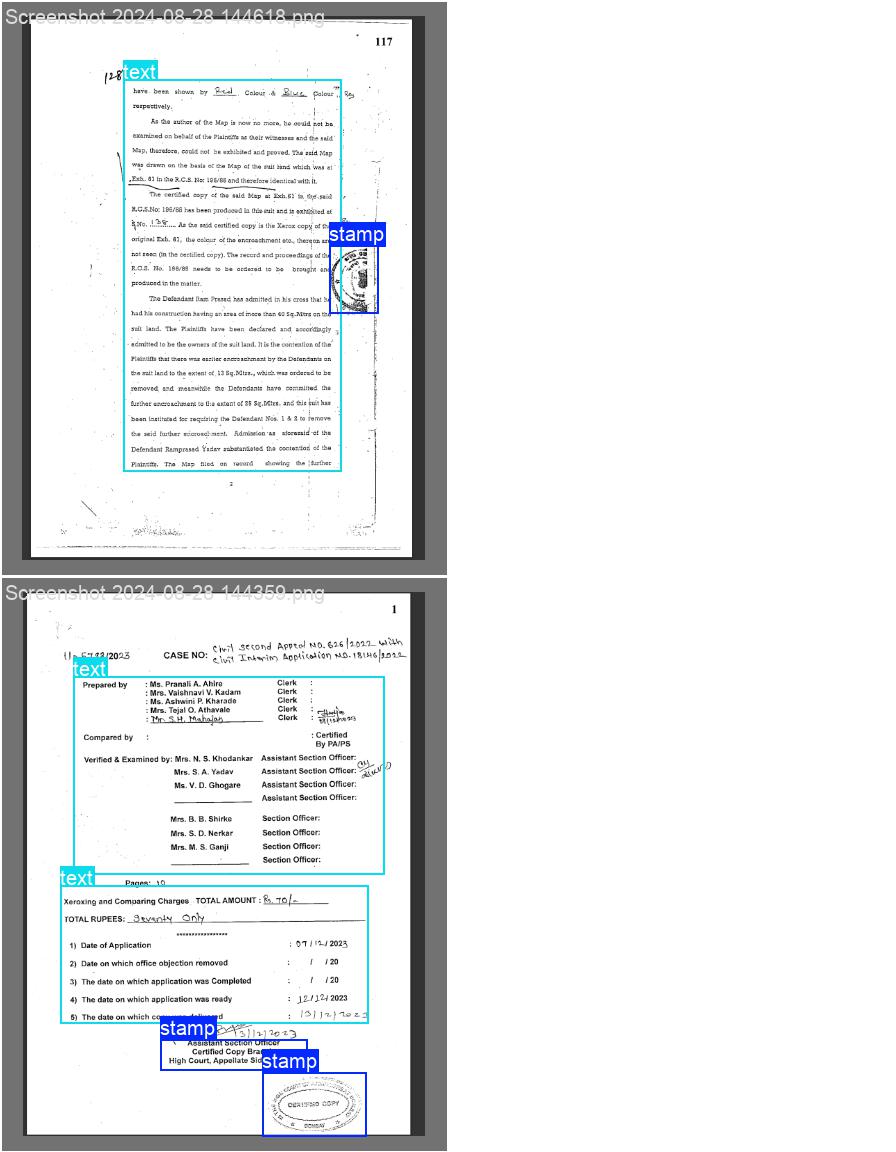 Screenshot 2024-08-28 144618.png
117
128
text
have been shown by Red Colour & Blue Colour
respectively.
As the author of the Map is now no more, he could not be
examined on behalf of the Plaintiffs as their witnesses and the said
Map, therefore, could not be exhibited and proved. The said Map
was drawn on the basis of the Map of the suit land which was at
Exh. 61 in the R.C.S. No: 196/86 and therefore identical with it.
The certified copy of the said Map at Exh.61 in the said
R.C.S.No: 196/86 has been produced in this suit and is exhibited at
No. 138. As the said certified copy is the Xerox copy of the
stamp
original Exh. 61, the colour of the encroachment etc., thereon are
not seen (in the certified copy). The record and proceedings of the
R.C.S. No. 196/86 needs to be ordered to be brought and
produced in the matter.
The Defendant Ram Prasad has admitted in his cross that he
had his construction having an area of more than 40 Sq.Mtrs on the
suit land. The Plaintiffs have been declared and accordingly
admitted to be the owners of the suit land. It is the contention of the
Plaintiffs that there was earlier encroachment by the Defendants on
the suit land to the extent of 13 Sq.Mtrs., which was ordered to be
removed and meanwhile the Defendants have committed the
further encroachment to the extent of 25 Sq.Mtrs. and this suit has
been instituted for requiring the Defendant Nos. 1 & 2 to remove
the said further encroachment. Admission as aforesaid of the
Defendant Ramprasad Yadav substantiated the contention of the
Plaintiffs. The Map filed on record showing the further
2
Screenshot 2024-08-28 144359.png
1
/2023 CASE NO: Civil Second Appeal NO. 626/2022 with
Civil Interim Application NO. 18146/2022
text
Prepared by : Ms. Pranali A. Ahire Clerk :
: Mrs. Vaishnavi V. Kadam Clerk :
: Ms. Ashwini P. Kharade Clerk :
: Mrs. Tejal O. Athavale Clerk :
: Mr. S.H. Mahajan Clerk :
Compared by : : Certified
By PA/PS
Verified & Examined by: Mrs. N. S. Khodankar Assistant Section Officer:
Mrs. S. A. Yadav Assistant Section Officer:
Ms. V. D. Ghogare Assistant Section Officer:
Assistant Section Officer:
Mrs. B. B. Shirke Section Officer:
Mrs. S. D. Nerkar Section Officer:
Mrs. M. S. Ganji Section Officer:
Section Officer:
text
Pages: 10
Xeroxing and Comparing Charges TOTAL AMOUNT : Rs. 70/-
TOTAL RUPEES: Seventy Only
*****************
1) Date of Application : 07/12/2023
2) Date on which office objection removed : / /20
3) The date on which application was Completed : / /20
4) The date on which application was ready : 12/12/2023
5) The date on which copy was delivered : 13/12/2023
stamp
13/12/2023
Assistant Section Officer
Certified Copy Bra
High Court, Appellate Sid
stamp
CERTIFIED COPY
BOMBAY